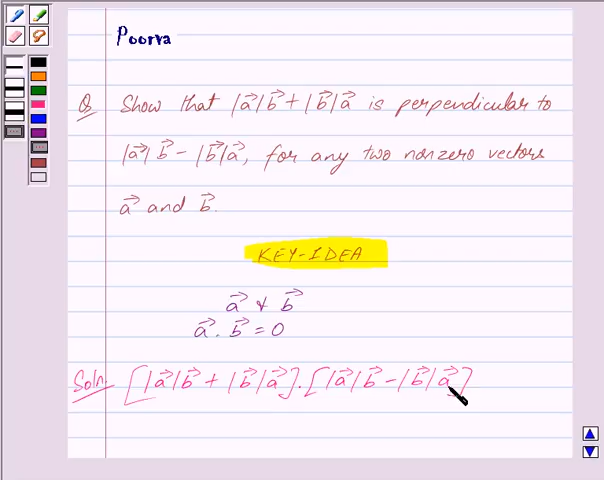 Poorva
Q Show that |a⃗|b⃗ + |b⃗|a⃗ is perpendicular to
|a⃗| b⃗ - |b⃗|a⃗, for any two nonzero vectors
a⃗ and b⃗.
KEY-IDEA
a⃗ & b⃗
a⃗ . b⃗ = 0
Soln. [|a⃗|b⃗ + |b⃗|a⃗].[|a⃗|b⃗ - |b⃗|a⃗]